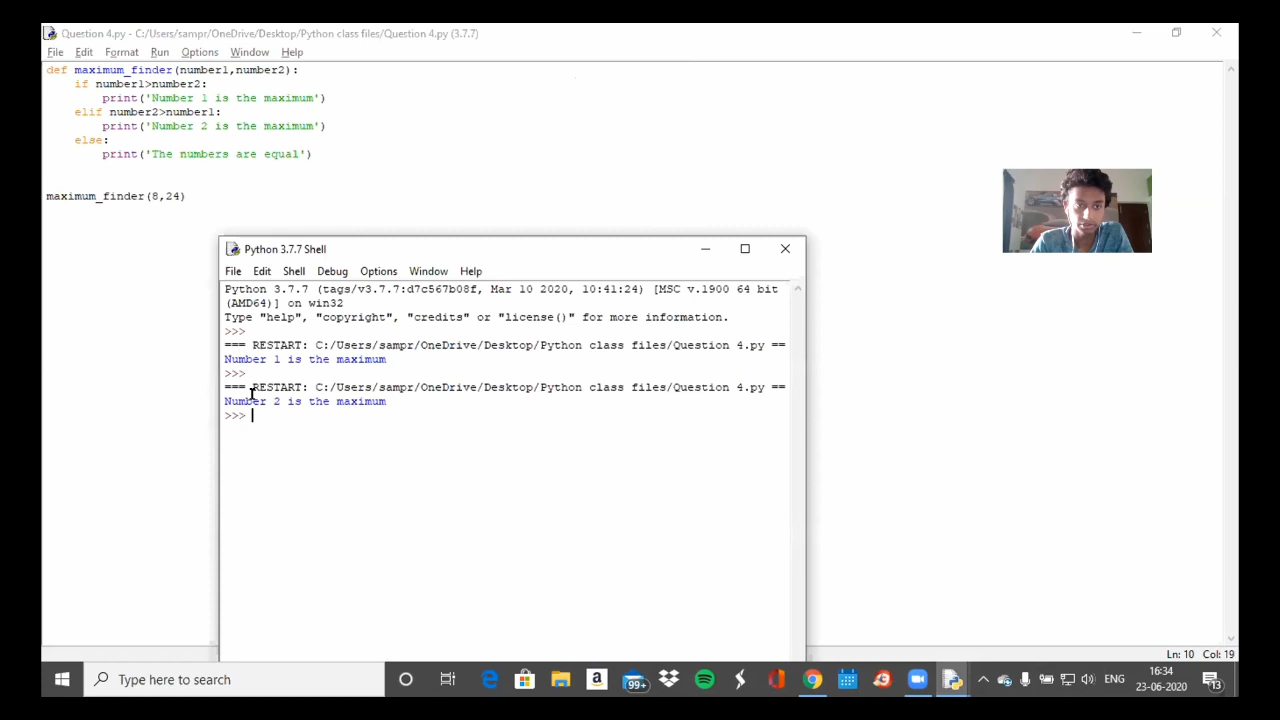 Question 4.py - C:/Users/sampr/OneDrive/Desktop/Python class files/Question 4.py (3.7.7)
File Edit Format Run Options Window Help
def maximum_finder(number1,number2):
    if number1>number2:
        print('Number 1 is the maximum')
    elif number2>number1:
        print('Number 2 is the maximum')
    else:
        print('The numbers are equal')
maximum_finder(8,24)
Python 3.7.7 Shell
File Edit Shell Debug Options Window Help
Python 3.7.7 (tags/v3.7.7:d7c567b08f, Mar 10 2020, 10:41:24) [MSC v.1900 64 bit
(AMD64)] on win32
Type "help", "copyright", "credits" or "license()" for more information.
>>>
=== RESTART: C:/Users/sampr/OneDrive/Desktop/Python class files/Question 4.py ==
Number 1 is the maximum
>>>
=== RESTART: C:/Users/sampr/OneDrive/Desktop/Python class files/Question 4.py ==
Number 2 is the maximum
>>>
Ln: 10 Col: 19
Type here to search
99+
ENG
16:34
23-06-2020
13